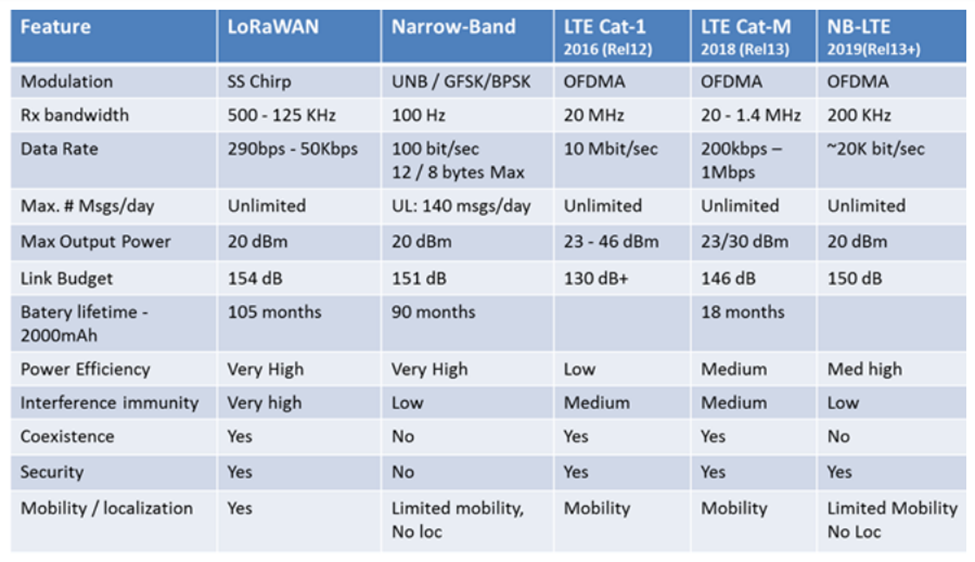 Feature LoRaWAN Narrow-Band LTE Cat-1 LTE Cat-M NB-LTE
2016 (Rel12) 2018 (Rel13) 2019(Rel13+)
Modulation SS Chirp UNB / GFSK/BPSK OFDMA OFDMA OFDMA
Rx bandwidth 500 - 125 KHz 100 Hz 20 MHz 20 - 1.4 MHz 200 KHz
Data Rate 290bps - 50Kbps 100 bit/sec 10 Mbit/sec 200kbps – ~20K bit/sec
12 / 8 bytes Max 1Mbps
Max. # Msgs/day Unlimited UL: 140 msgs/day Unlimited Unlimited Unlimited
Max Output Power 20 dBm 20 dBm 23 - 46 dBm 23/30 dBm 20 dBm
Link Budget 154 dB 151 dB 130 dB+ 146 dB 150 dB
Batery lifetime - 105 months 90 months 18 months
2000mAh
Power Efficiency Very High Very High Low Medium Med high
Interference immunity Very high Low Medium Medium Low
Coexistence Yes No Yes Yes No
Security Yes No Yes Yes Yes
Mobility / localization Yes Limited mobility, Mobility Mobility Limited Mobility
No loc No Loc